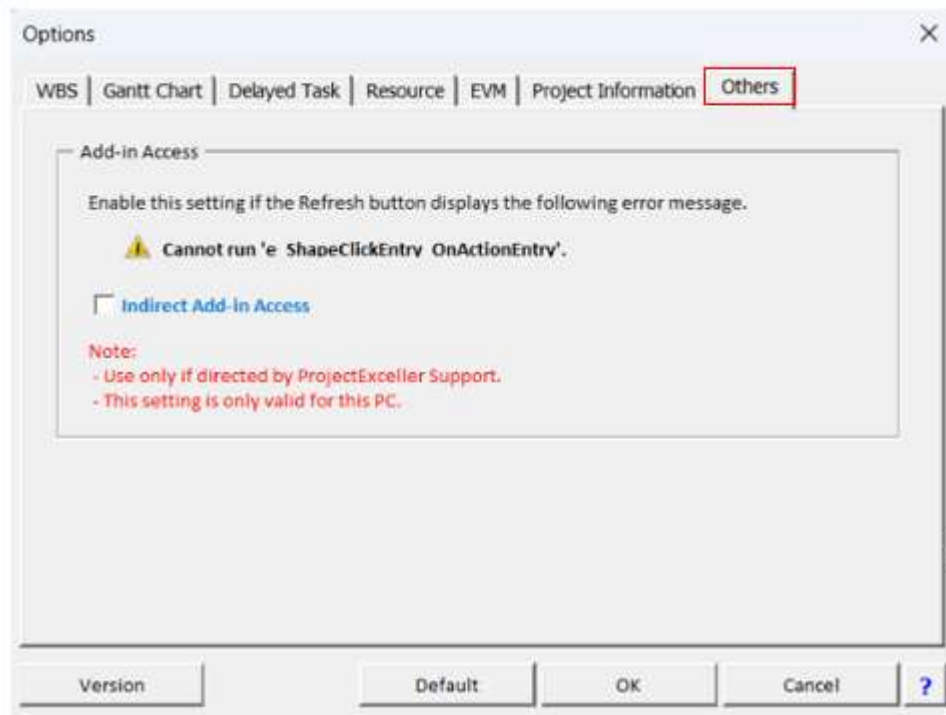 Options
WBS Gantt Chart Delayed Task Resource EVM Project Information Others
Add-in Access
Enable this setting if the Refresh button displays the following error message.
Cannot run 'e_ShapeClickEntry_OnActionEntry'.
Indirect Add-in Access
Note:
- Use only if directed by ProjectExceller Support.
- This setting is only valid for this PC.
Version Default OK Cancel ?